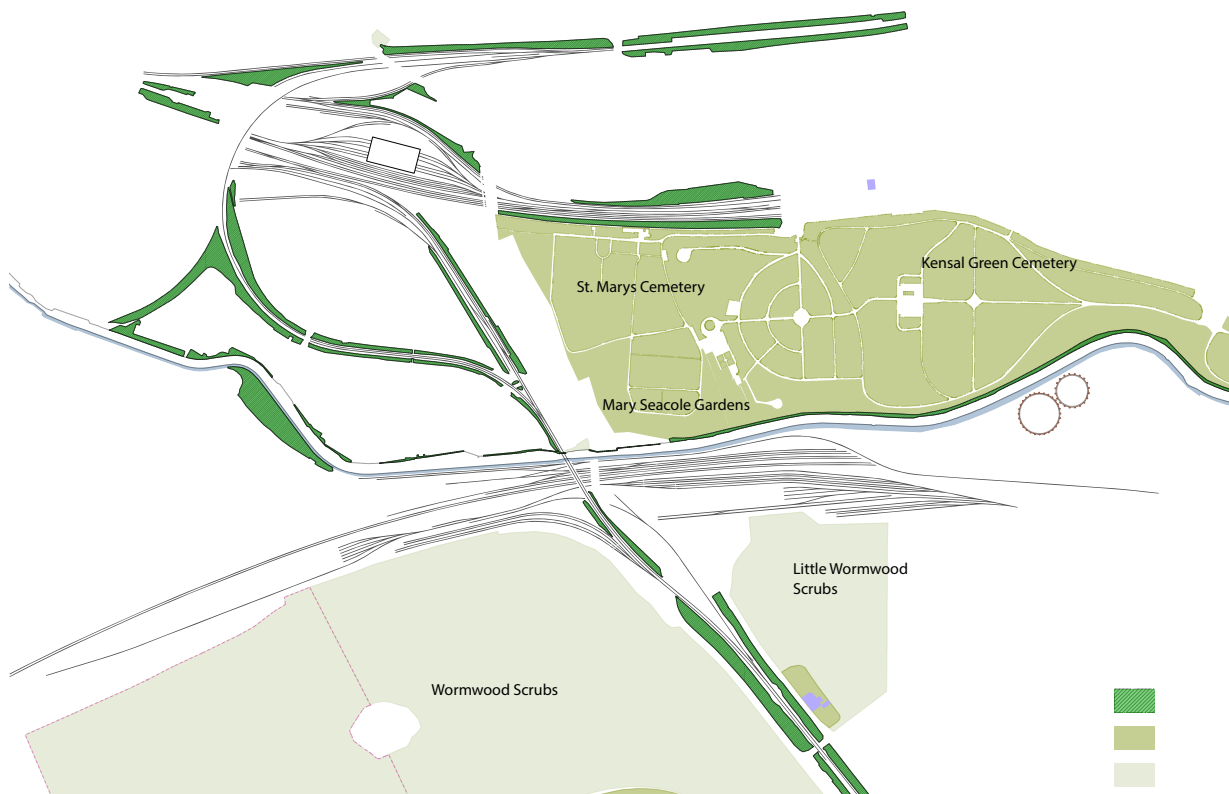 Kensal Green Cemetery
St. Marys Cemetery
Mary Seacole Gardens
Little Wormwood
Scrubs
Wormwood Scrubs